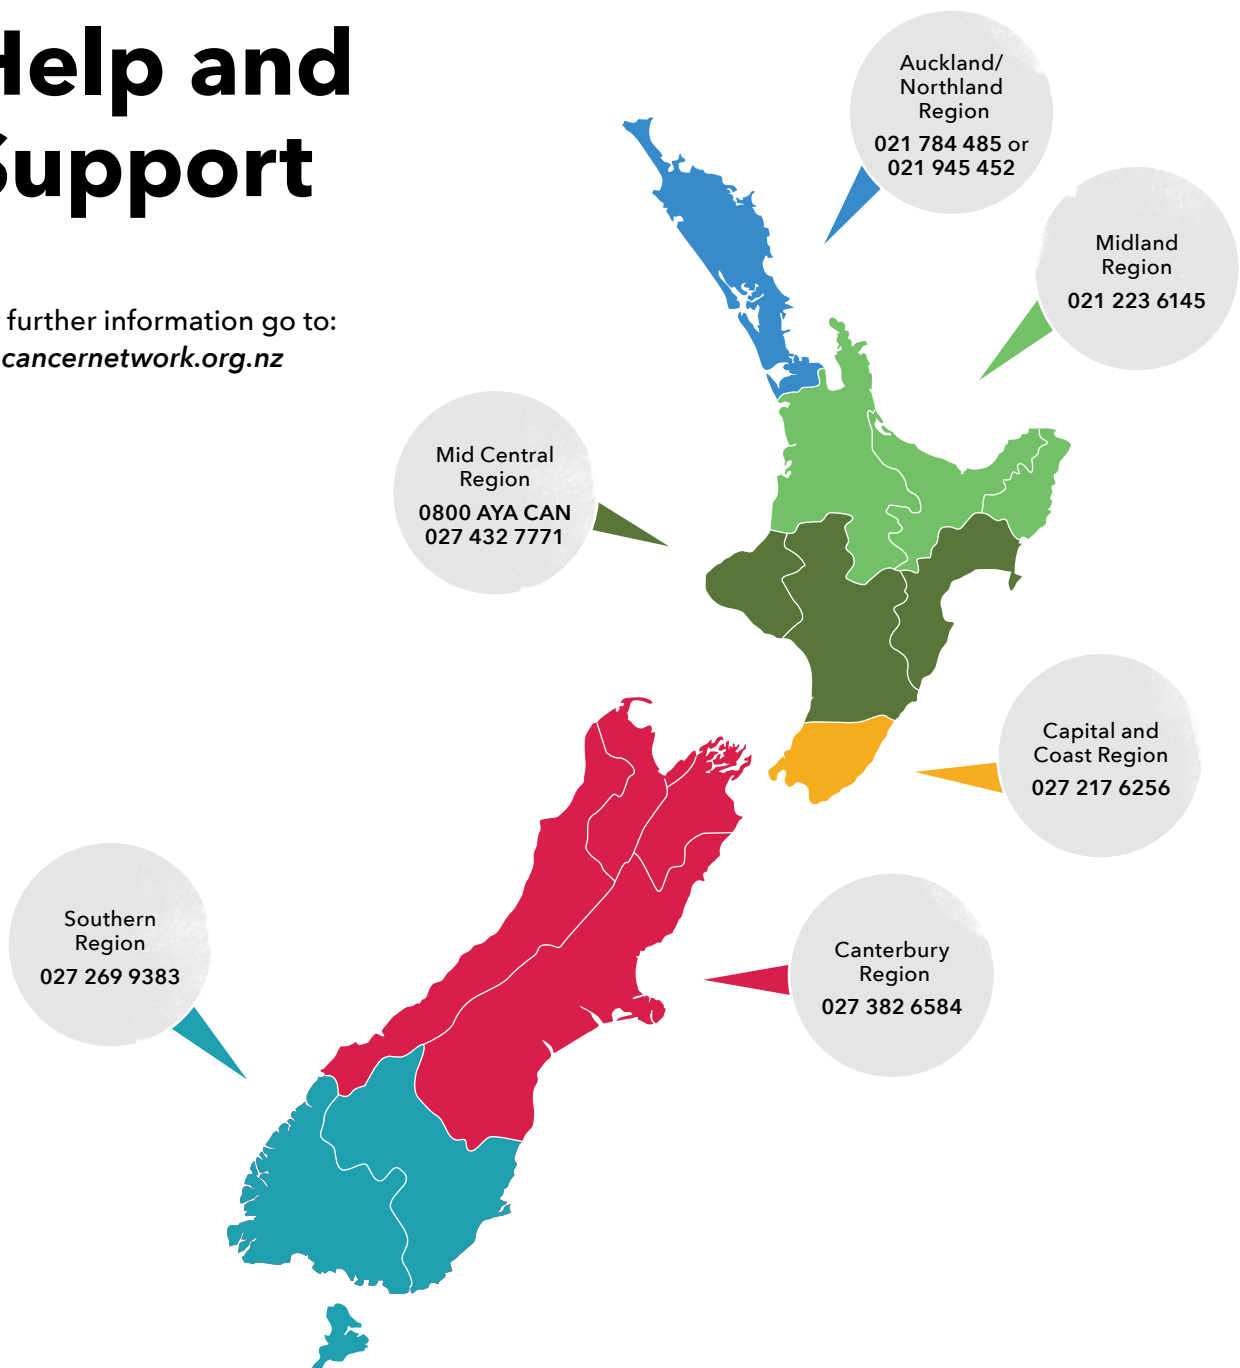 Help and
Support
further information go to:
cancernetwork.org.nz
Auckland/
Northland
Region
021 784 485 or
021 945 452
Midland
Region
021 223 6145
Mid Central
Region
0800 AYA CAN
027 432 7771
Capital and
Coast Region
027 217 6256
Southern
Region
027 269 9383
Canterbury
Region
027 382 6584